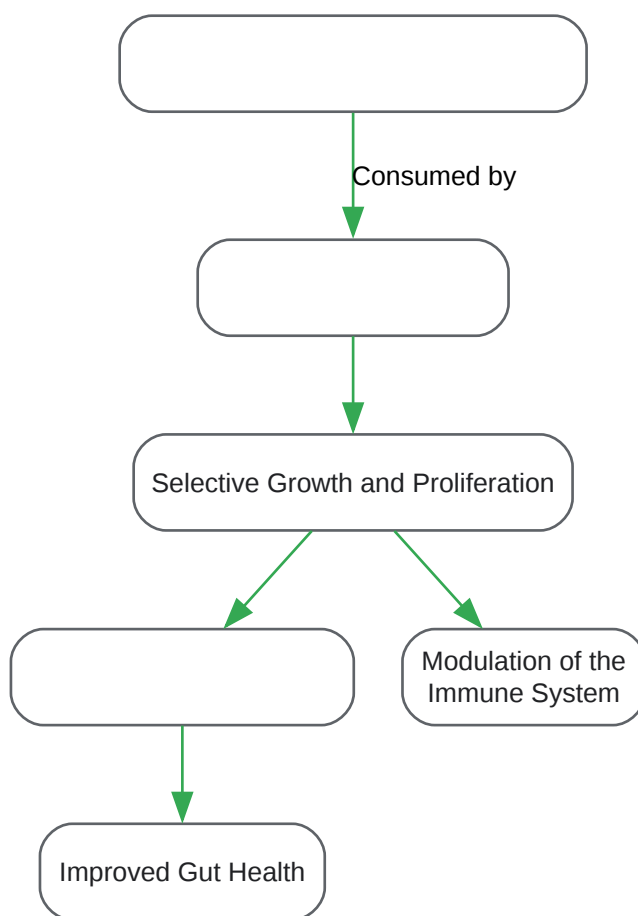 Consumed by
Selective Growth and Proliferation
Modulation of the
Immune System
Improved Gut Health